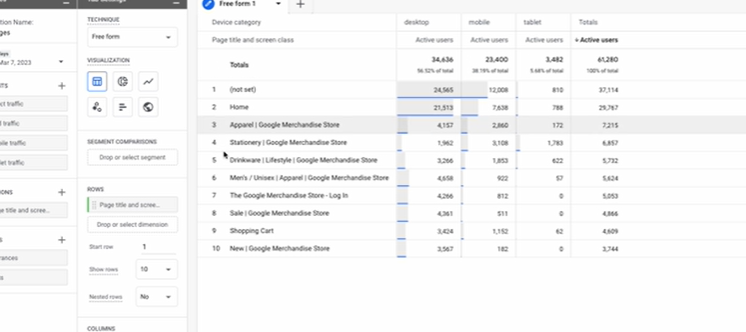 Free form 1
TECHNIQUE
Free form
VISUALIZATION
SEGMENT COMPARISONS
Drop or select segment
ROWS
Page title and scree...
Drop or select dimension
Start row 1
Show rows 10
Nested rows No
COLUMNS
ation Name:
ges
Mar 7, 2023
ct traffic
traffic
ile traffic
let traffic
IONS
e title and scree...
Device category desktop mobile tablet Totals
Page title and screen class Active users Active users Active users Active users
Totals 34,636 23,400 3,482 61,280
56.52% of total 38.19% of total 5.68% of total 100% of total
1 (not set) 24,565 12,008 810 37,114
2 Home 21,513 7,638 788 29,767
3 Apparel | Google Merchandise Store 4,157 2,860 172 7,215
4 Stationery | Google Merchandise Store 1,962 3,108 1,783 6,857
5 Drinkware | Lifestyle | Google Merchandise Store 3,266 1,853 622 5,732
6 Men's / Unisex | Apparel | Google Merchandise Store 4,658 922 57 5,624
7 The Google Merchandise Store - Log In 4,266 812 0 5,053
8 Sale | Google Merchandise Store 4,361 511 0 4,866
9 Shopping Cart 3,424 1,152 62 4,609
10 New | Google Merchandise Store 3,567 182 0 3,744